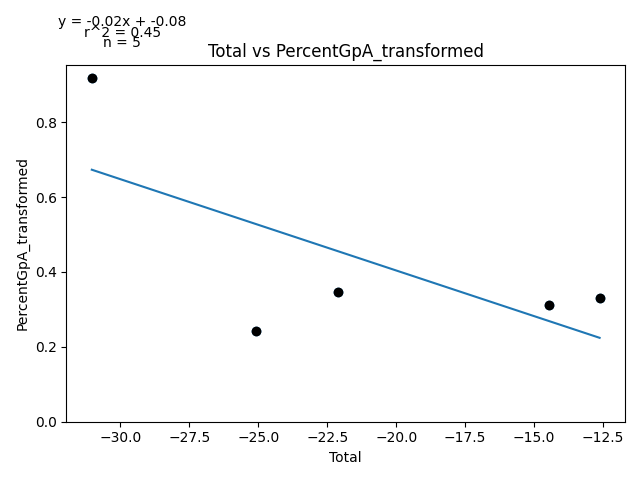 y = -0.02x + -0.08
r^2 = 0.45
n = 5
Total vs PercentGpA_transformed
PercentGpA_transformed
0.8
0.6
0.4
0.2
0.0
−30.0 −27.5 −25.0 −22.5 −20.0 −17.5 −15.0 −12.5
Total